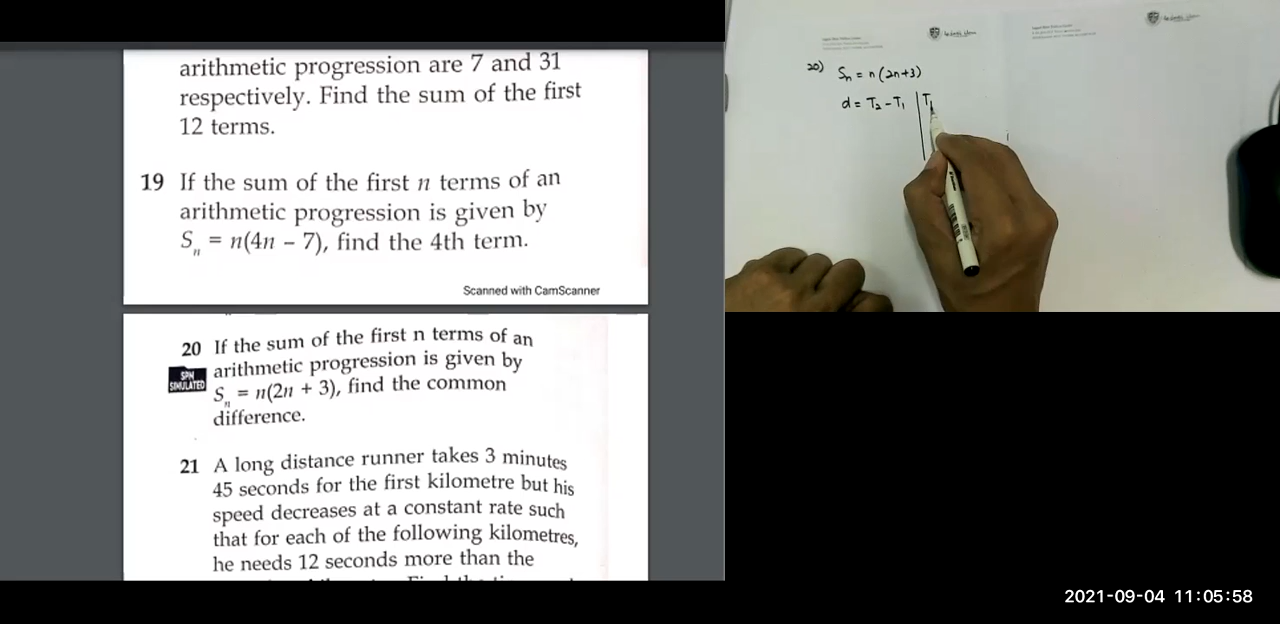 arithmetic progression are 7 and 31
respectively. Find the sum of the first
12 terms.
19 If the sum of the first n terms of an
arithmetic progression is given by
Sn = n(4n – 7), find the 4th term.
Scanned with CamScanner
20 If the sum of the first n terms of an
SPM
SIMULATED
arithmetic progression is given by
Sn = n(2n + 3), find the common
difference.
21 A long distance runner takes 3 minutes
45 seconds for the first kilometre but his
speed decreases at a constant rate such
that for each of the following kilometres,
he needs 12 seconds more than the
20) Sn = n(2n+3)
d = T2 - T1 | T1
2021-09-04 11:05:58